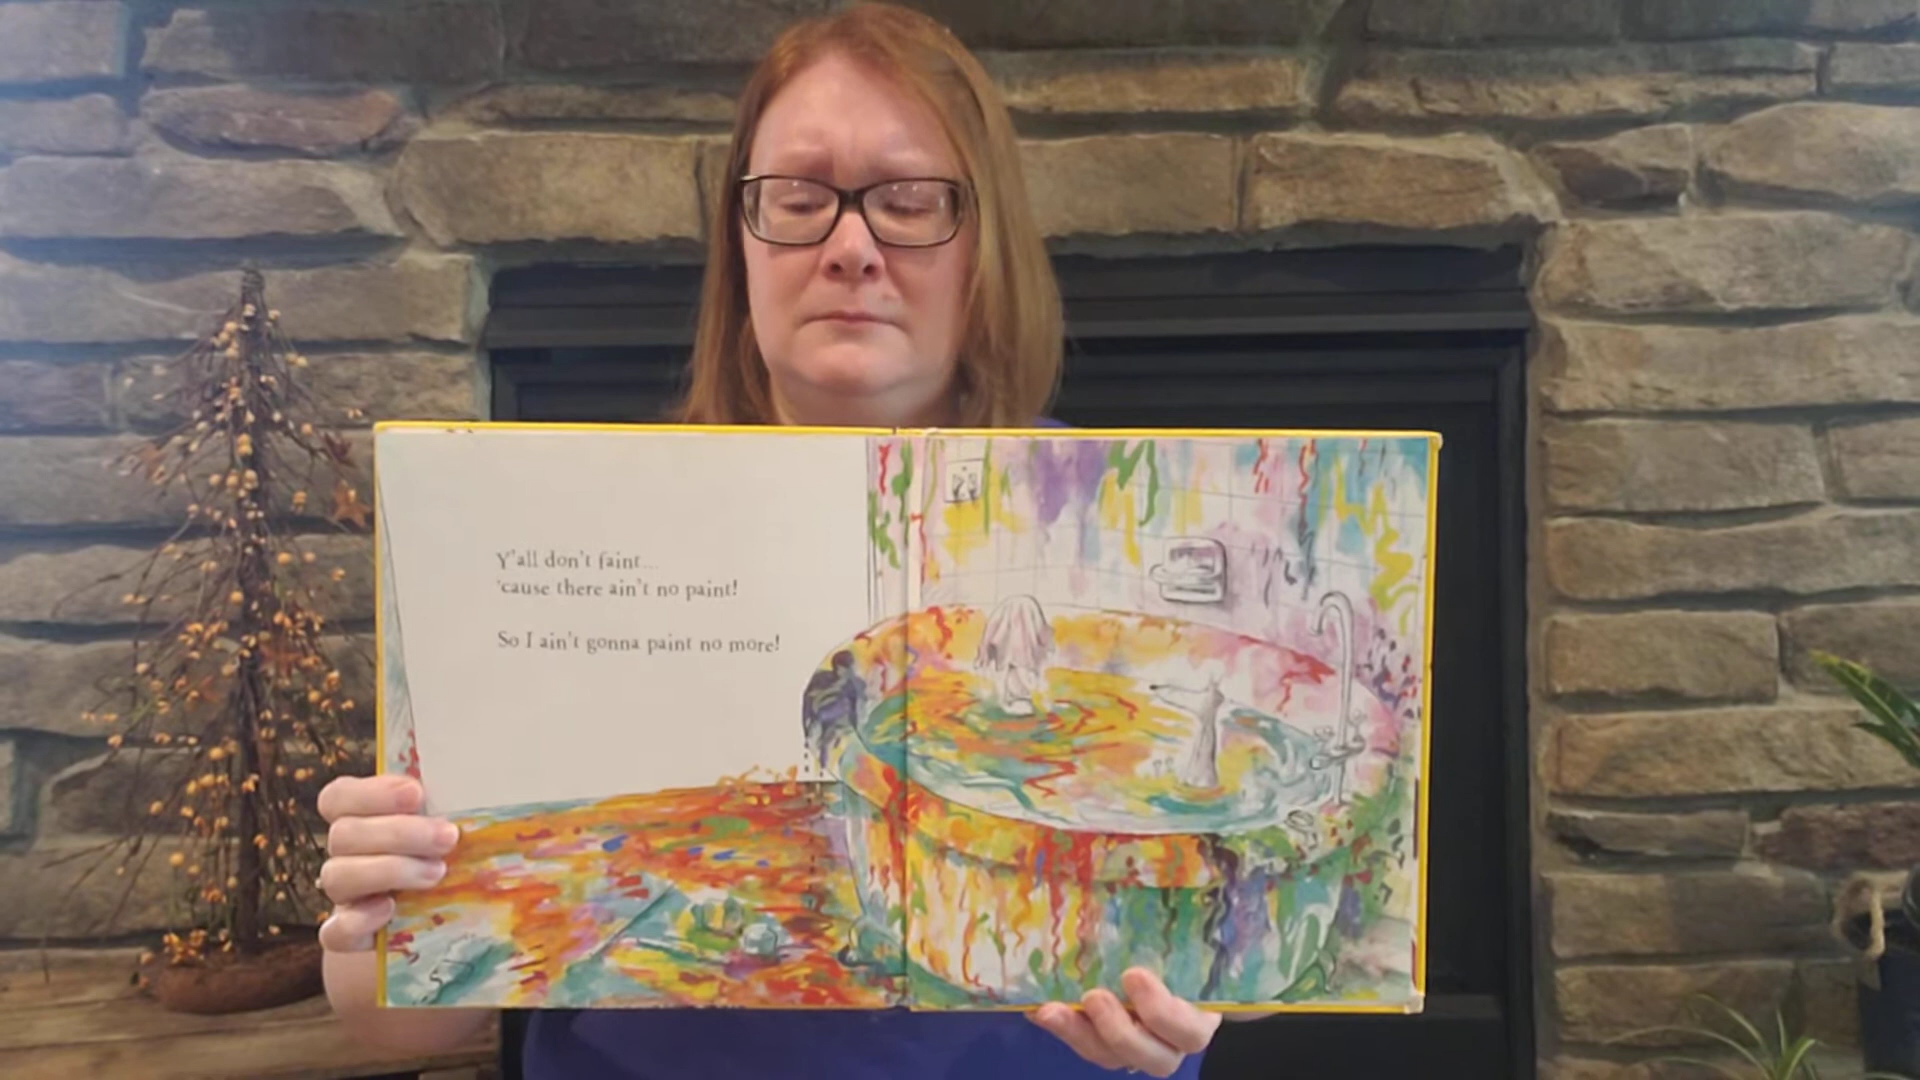 Y'all don't faint...
'cause there ain't no paint!
So I ain't gonna paint no more!